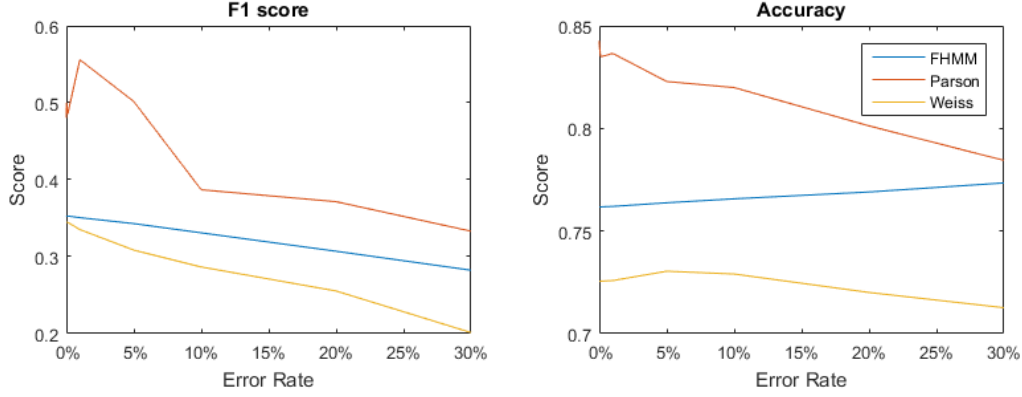 F1 score
0.6
0.5
0.4
0.3
0.2
Score
0% 5% 10% 15% 20% 25% 30%
Error Rate
Accuracy
0.85
0.8
0.75
0.7
Score
FHMM
Parson
Weiss
0% 5% 10% 15% 20% 25% 30%
Error Rate